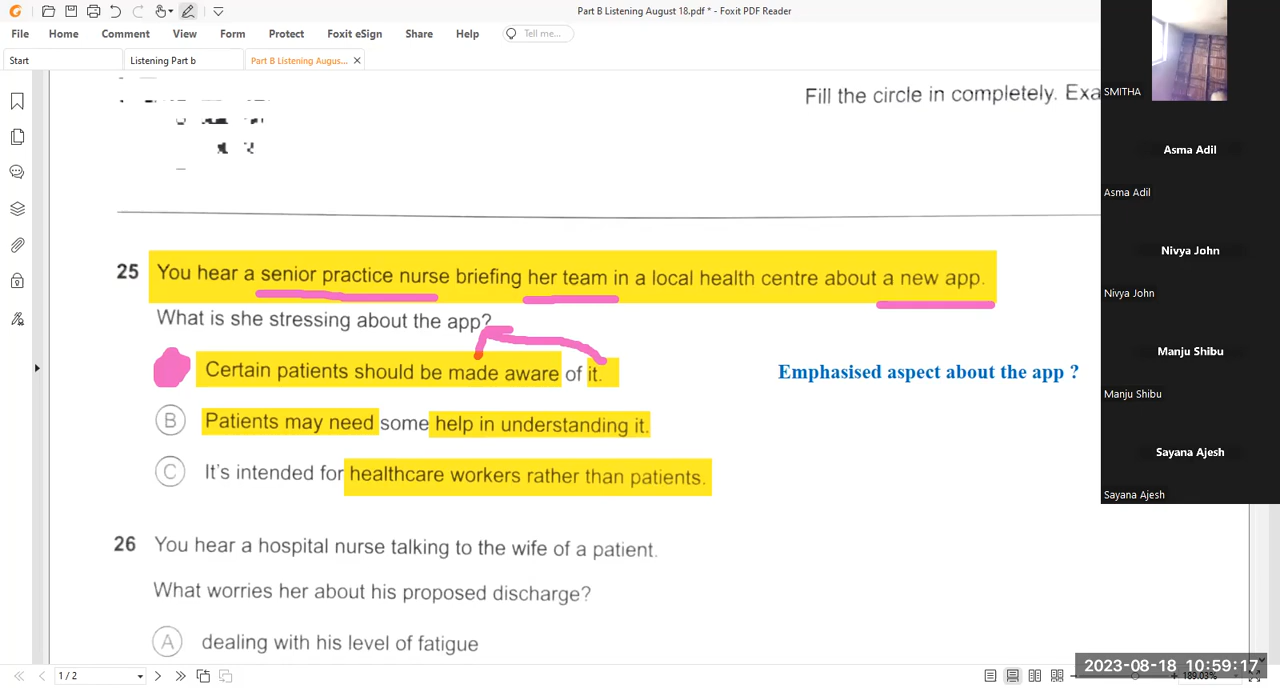 Part B Listening August 18.pdf * - Foxit PDF Reader
File Home Comment View Form Protect Foxit eSign Share Help Tell me...
Start Listening Part b Part B Listening Augus...
Fill the circle in completely. Exa
25 You hear a senior practice nurse briefing her team in a local health centre about a new app.
What is she stressing about the app?
Certain patients should be made aware of it.
Emphasised aspect about the app ?
B Patients may need some help in understanding it.
C It's intended for healthcare workers rather than patients.
26 You hear a hospital nurse talking to the wife of a patient.
What worries her about his proposed discharge?
A dealing with his level of fatigue
SMITHA
Asma Adil
Asma Adil
Nivya John
Nivya John
Manju Shibu
Manju Shibu
Sayana Ajesh
Sayana Ajesh
1 / 2
2023-08-18 10:59:17
189.03%